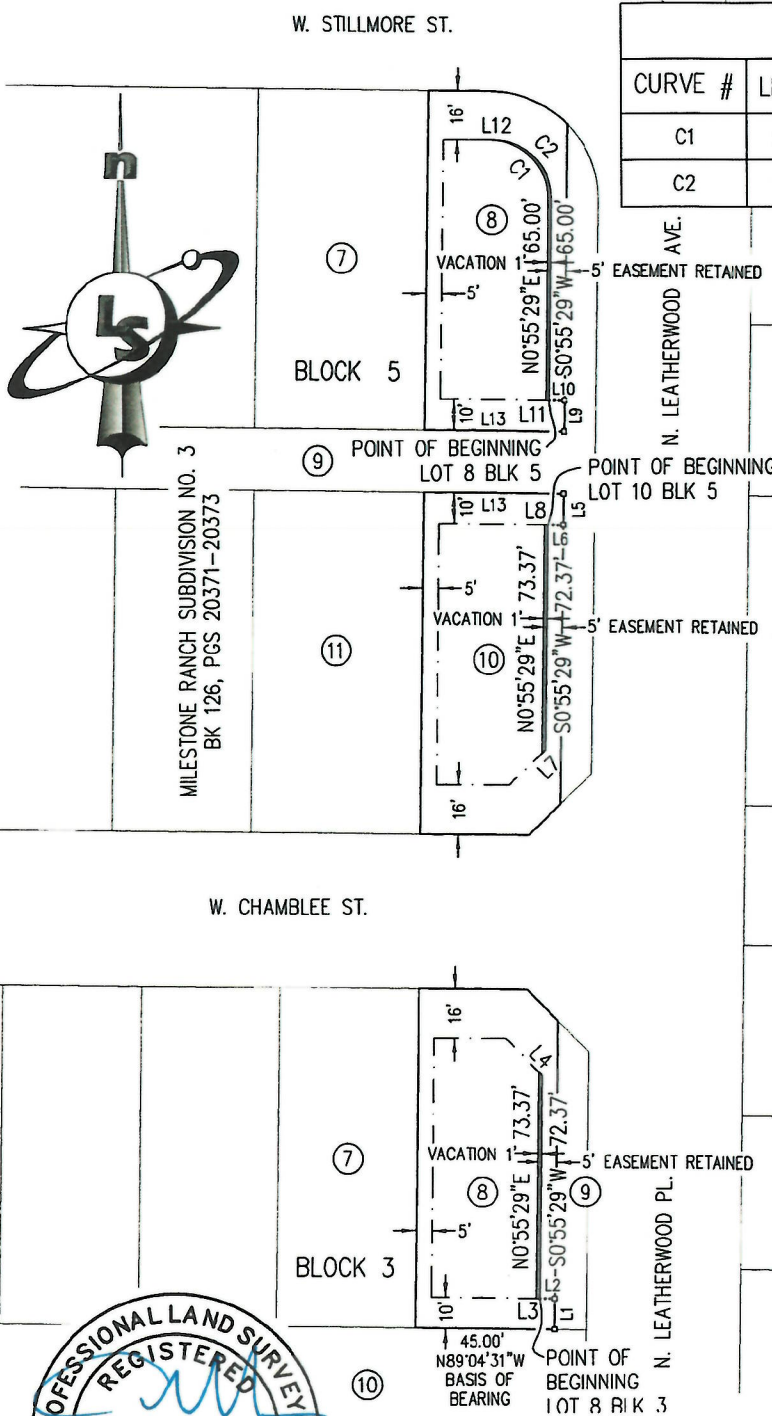 W. STILLMORE ST.
CURVE #
C1
C2
16'
L12
C2
C1
n
LS
7
8
N0°55'29"E 65.00'
S0°55'29"W 65.00'
VACATION 1'
5' EASEMENT RETAINED
5'
N. LEATHERWOOD AVE.
BLOCK 5
L10
10'
L13
L11
L9
9
POINT OF BEGINNING
LOT 8 BLK 5
POINT OF BEGINNING
LOT 10 BLK 5
MILESTONE RANCH SUBDIVISION NO. 3
BK 126, PGS 20371-20373
10'
L13
L8
L5
L6
5'
VACATION 1'
N0°55'29"E 73.37'
S0°55'29"W 72.37'
5' EASEMENT RETAINED
11
10
L7
16'
W. CHAMBLEE ST.
16'
L4
7
N0°55'29"E 73.37'
S0°55'29"W 72.37'
VACATION 1'
5' EASEMENT RETAINED
8
9
5'
N. LEATHERWOOD PL.
BLOCK 3
10'
L2
L3
L1
45.00'
N89°04'31"W
BASIS OF
BEARING
POINT OF
BEGINNING
LOT 8 BLK 3
10
OFESSIONAL LAND SURVEY
REGISTERED